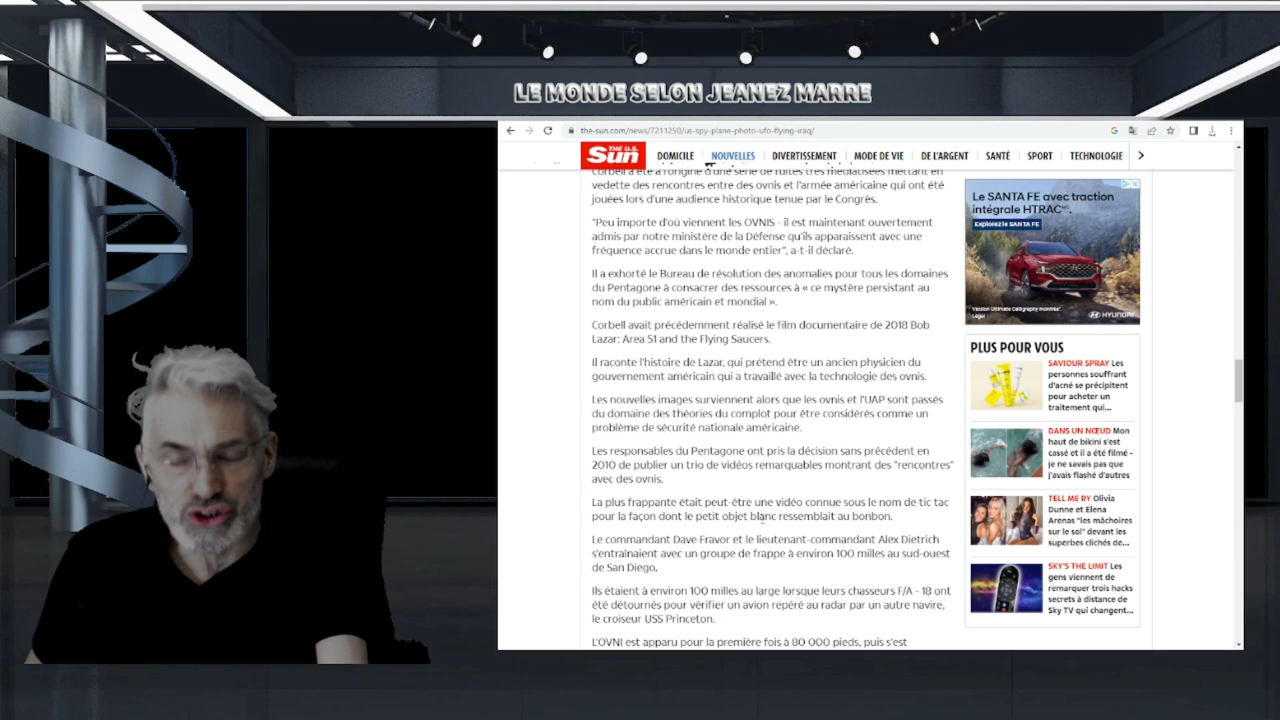 LE MONDE SELON JEANEZ MARRE
the-sun.com/news/7211250/us-spy-plane-photo-ufo-flying-iraq/
THE U.S. Sun
DOMICILE NOUVELLES DIVERTISSEMENT MODE DE VIE DE L'ARGENT SANTÉ SPORT TECHNOLOGIE
Corbell a été à l'origine d'une série de fuites très médiatisées mettant en
vedette des rencontres entre des ovnis et l'armée américaine qui ont été
jouées lors d'une audience historique tenue par le Congrès.
"Peu importe d'où viennent les OVNIS - il est maintenant ouvertement
admis par notre ministère de la Défense qu'ils apparaissent avec une
fréquence accrue dans le monde entier", a-t-il déclaré.
Il a exhorté le Bureau de résolution des anomalies pour tous les domaines
du Pentagone à consacrer des ressources à « ce mystère persistant au
nom du public américain et mondial ».
Corbell avait précédemment réalisé le film documentaire de 2018 Bob
Lazar: Area 51 and the Flying Saucers.
Il raconte l'histoire de Lazar, qui prétend être un ancien physicien du
gouvernement américain qui a travaillé avec la technologie des ovnis.
Les nouvelles images surviennent alors que les ovnis et l'UAP sont passés
du domaine des théories du complot pour être considérés comme un
problème de sécurité nationale américaine.
Les responsables du Pentagone ont pris la décision sans précédent en
2010 de publier un trio de vidéos remarquables montrant des "rencontres"
avec des ovnis.
La plus frappante était peut-être une vidéo connue sous le nom de tic tac
pour la façon dont le petit objet blanc ressemblait au bonbon.
Le commandant Dave Fravor et le lieutenant-commandant Alex Dietrich
s'entraînaient avec un groupe de frappe à environ 100 milles au sud-ouest
de San Diego.
Ils étaient à environ 100 milles au large lorsque leurs chasseurs F/A - 18 ont
été détournés pour vérifier un avion repéré au radar par un autre navire,
le croiseur USS Princeton.
L'OVNI est apparu pour la première fois à 80 000 pieds, puis s'est
Le SANTA FE avec traction
intégrale HTRAC
Explorez le SANTA FE
Version Ultimate Calligraphy montrée
Légal
HYUNDAI
PLUS POUR VOUS
SAVIOUR SPRAY Les
personnes souffrant
d'acné se précipitent
pour acheter un
traitement qui...
DANS UN NŒUD Mon
haut de bikini s'est
cassé et il a été filmé -
je ne savais pas que
j'avais flashé d'autres
TELL ME RY Olivia
Dunne et Elena
Arenas "les mâchoires
sur le sol" devant les
superbes clichés de...
SKY'S THE LIMIT Les
gens viennent de
remarquer trois hacks
secrets à distance de
Sky TV qui changent...